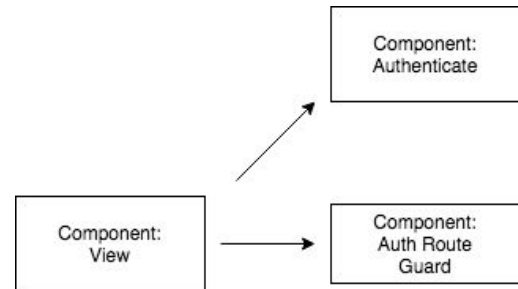 Component:
Authenticate
Component:
View
Component:
Auth Route
Guard